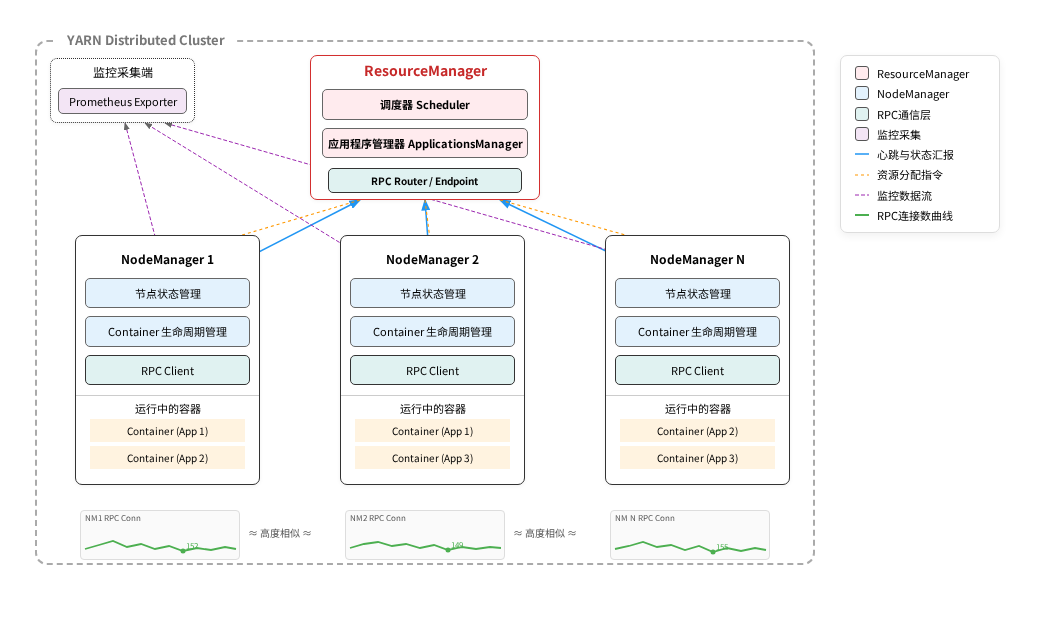 YARN Distributed Cluster
监控采集端
Prometheus Exporter
ResourceManager
调度器 Scheduler
应用程序管理器 ApplicationsManager
RPC Router / Endpoint
ResourceManager
NodeManager
RPC通信层
监控采集
心跳与状态汇报
资源分配指令
监控数据流
RPC连接数曲线
NodeManager 1
节点状态管理
Container 生命周期管理
RPC Client
运行中的容器
Container (App 1)
Container (App 2)
NodeManager 2
节点状态管理
Container 生命周期管理
RPC Client
运行中的容器
Container (App 1)
Container (App 3)
NodeManager N
节点状态管理
Container 生命周期管理
RPC Client
运行中的容器
Container (App 2)
Container (App 3)
NM1 RPC Conn
152
≈ 高度相似 ≈
NM2 RPC Conn
149
≈ 高度相似 ≈
NM N RPC Conn
155